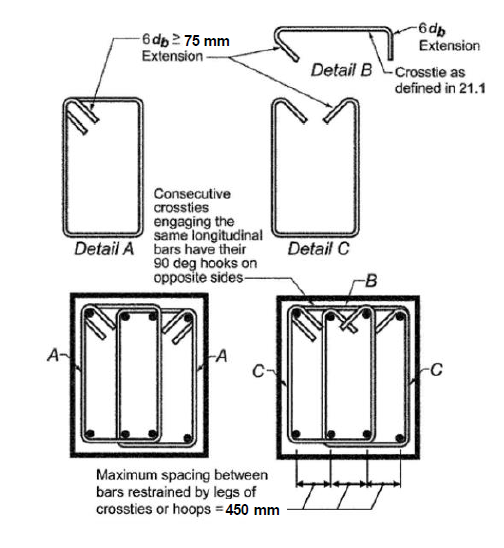 6db ≥ 75 mm
Extension
6db
Extension
Detail B
Crosstie as
defined in 21.1
Consecutive
crossties
engaging the
same longitudinal
bars have their
90 deg hooks on
opposite sides
Detail A
Detail C
B
A
A
C
C
Maximum spacing between
bars restrained by legs of
crossties or hoops = 450 mm